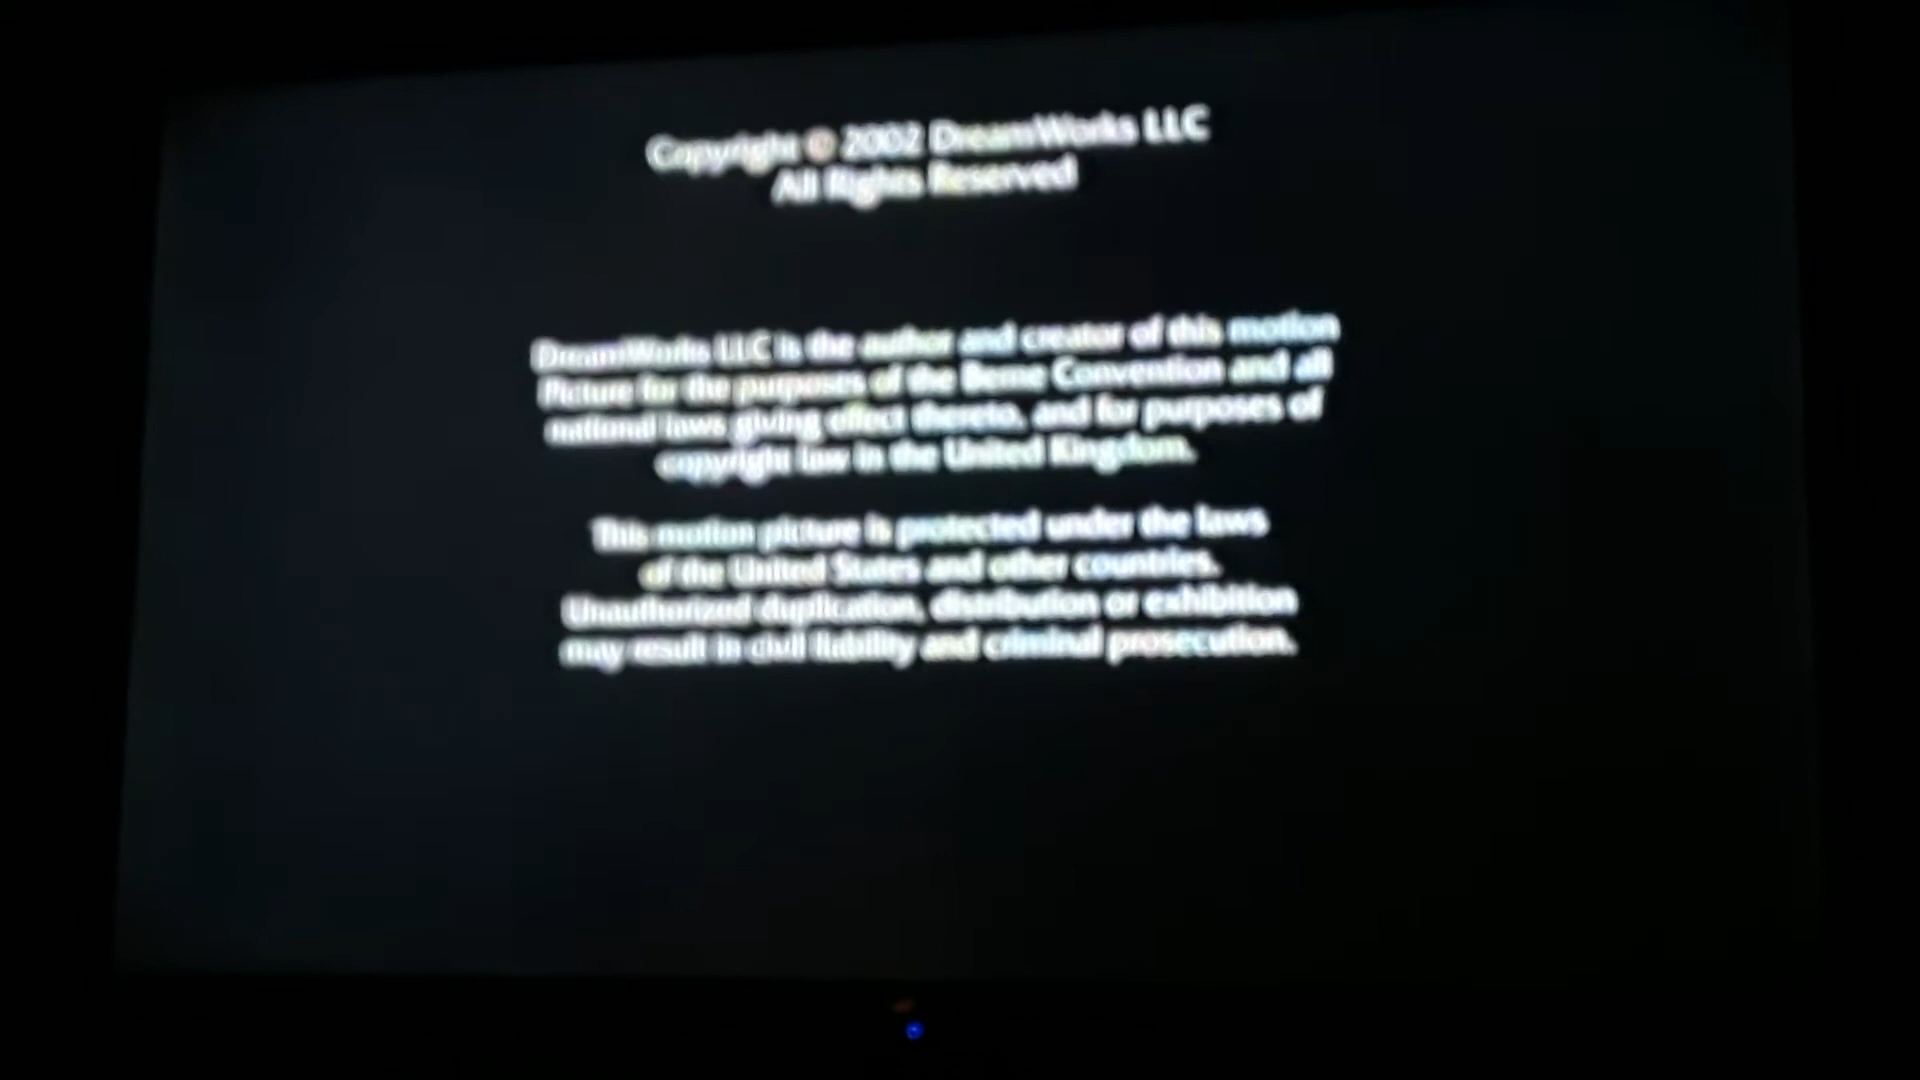 Copyright © 2002 DreamWorks LLC
All Rights Reserved
DreamWorks LLC is the author and creator of this motion
Picture for the purposes of the Berne Convention and all
national laws giving effect thereto, and for purposes of
copyright law in the United Kingdom.
This motion picture is protected under the laws
of the United States and other countries.
Unauthorized duplication, distribution or exhibition
may result in civil liability and criminal prosecution.